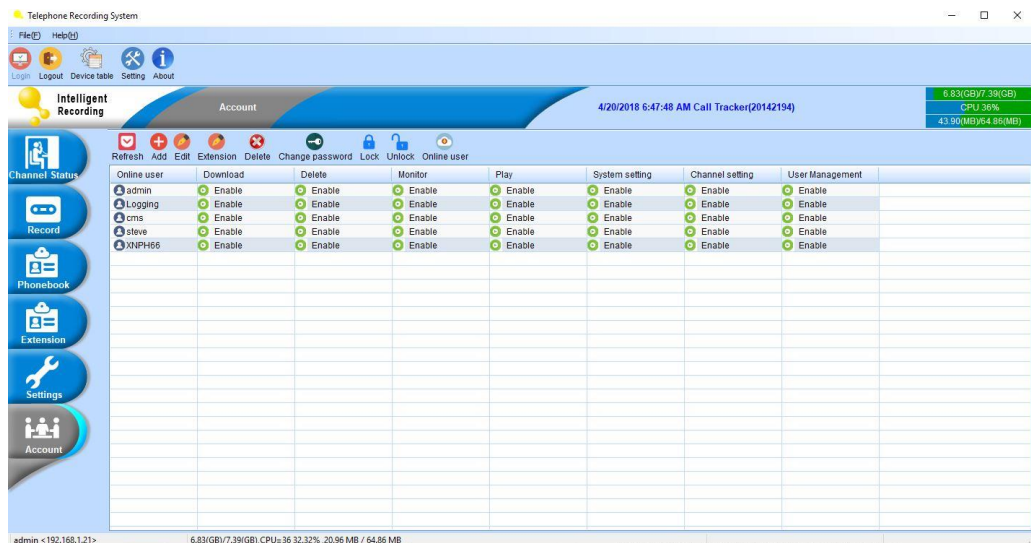 Telephone Recording System
File(F) Help(H)
Login Logout Device table Setting About
Intelligent
Recording
Account
4/20/2018 6:47:48 AM Call Tracker(20142194)
6.83(GB)/7.39(GB)
CPU 36%
43.90(MB)/64.86(MB)
Refresh Add Edit Extension Delete Change password Lock Unlock Online user
Channel Status
Record
Phonebook
Extension
Settings
Account
Online user Download Delete Monitor Play System setting Channel setting User Management
admin Enable Enable Enable Enable Enable Enable Enable
Logging Enable Enable Enable Enable Enable Enable Enable
cms Enable Enable Enable Enable Enable Enable Enable
steve Enable Enable Enable Enable Enable Enable Enable
XNPH66 Enable Enable Enable Enable Enable Enable Enable
admin <192.168.1.21> 6.83(GB)/7.39(GB) CPU=36 32.32% 20.96 MB / 64.86 MB